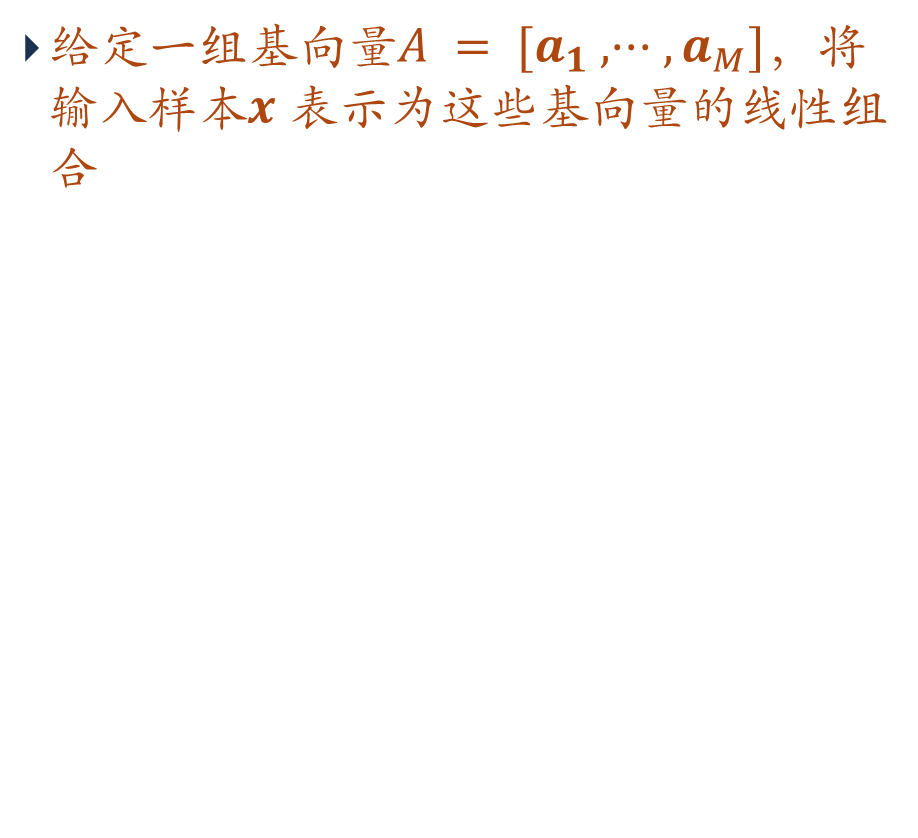 给定一组基向量A = [a1 ,⋯ , aM]，将
输入样本x 表示为这些基向量的线性组
合